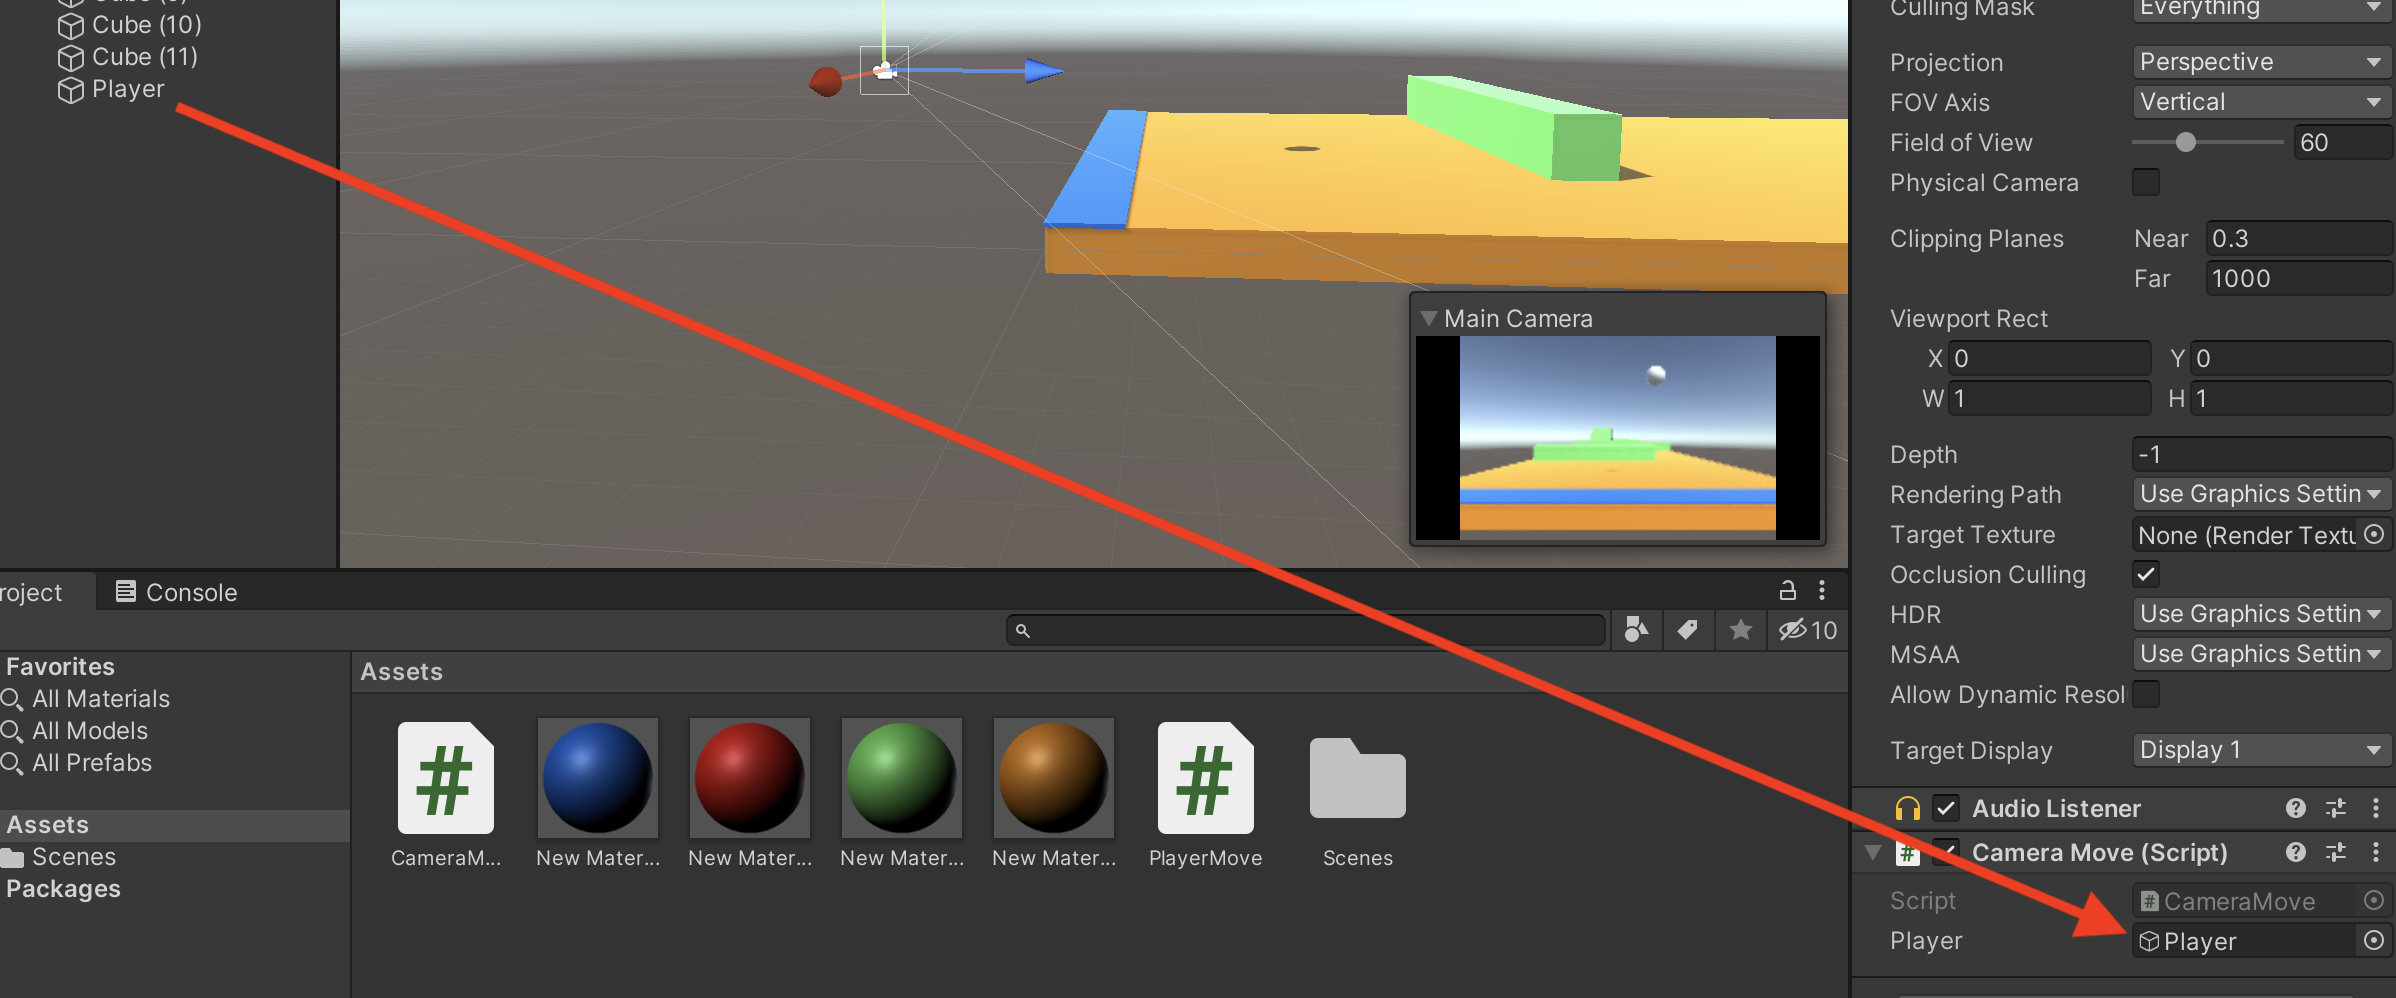 Cube (10)
Cube (11)
Player
Main Camera
Culling Mask
Everything
Projection
Perspective
FOV Axis
Vertical
Field of View
60
Physical Camera
Clipping Planes
Near
0.3
Far
1000
Viewport Rect
X
0
Y
0
W
1
H
1
Depth
-1
Rendering Path
Use Graphics Settin
Target Texture
None (Render Textu
Occlusion Culling
HDR
Use Graphics Settin
MSAA
Use Graphics Settin
Allow Dynamic Resol
Target Display
Display 1
Audio Listener
# Camera Move (Script)
Script
# CameraMove
Player
Player
roject
Console
10
Favorites
All Materials
All Models
All Prefabs
Assets
Scenes
Packages
Assets
#
CameraM...
New Mater...
New Mater...
New Mater...
New Mater...
#
PlayerMove
Scenes